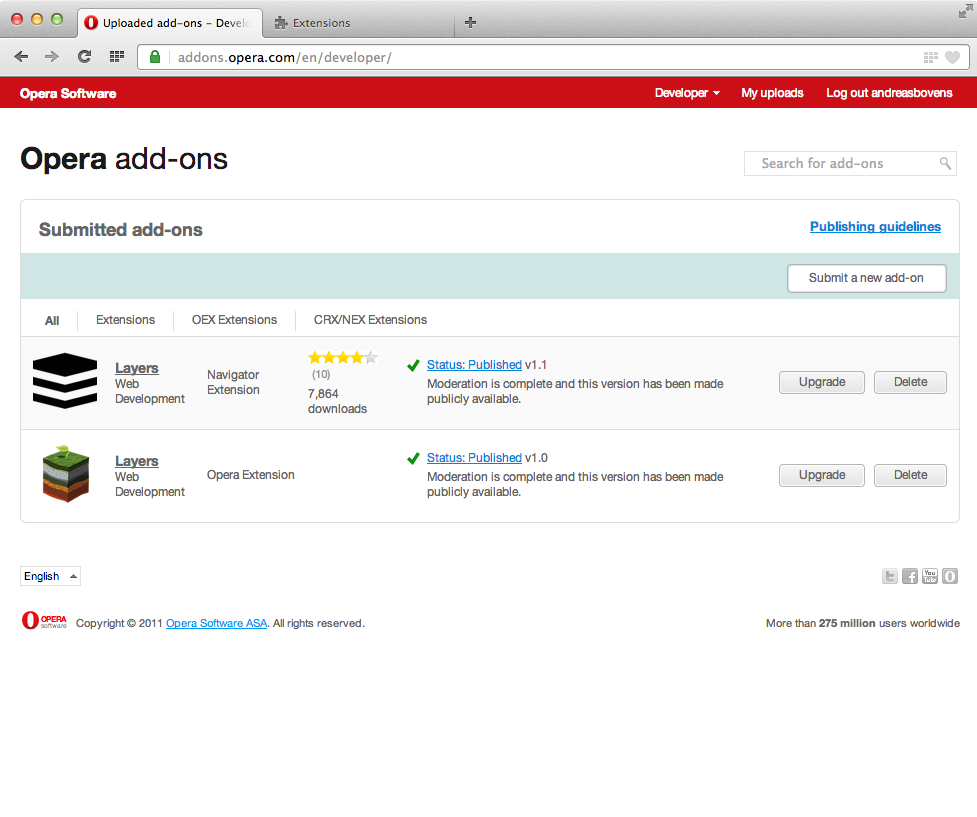 Uploaded add-ons – Develo
Extensions
addons.opera.com/en/developer/
Opera Software
Developer
My uploads
Log out andreasbovens
Opera add-ons
Search for add-ons
Submitted add-ons
Publishing guidelines
Submit a new add-on
All
Extensions
OEX Extensions
CRX/NEX Extensions
Layers
Web
Development
Navigator
Extension
(10)
7,864
downloads
Status: Published v1.1
Moderation is complete and this version has been made
publicly available.
Upgrade
Delete
Layers
Web
Development
Opera Extension
Status: Published v1.0
Moderation is complete and this version has been made
publicly available.
Upgrade
Delete
English
You
Tube
OPERA
software
Copyright © 2011 Opera Software ASA. All rights reserved.
More than 275 million users worldwide